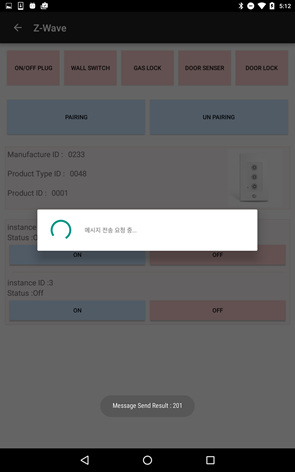 5:12
Z-Wave
ON/OFF PLUG
WALL SWITCH
GAS LOCK
DOOR SENSER
DOOR LOCK
PAIRING
UN PAIRING
Manufacture ID : 0233
Product Type ID : 0048
Product ID : 0001
instance
Status :O
메시지 전송 요청 중...
ON
OFF
instance ID :3
Status :Off
ON
OFF
Message Send Result : 201